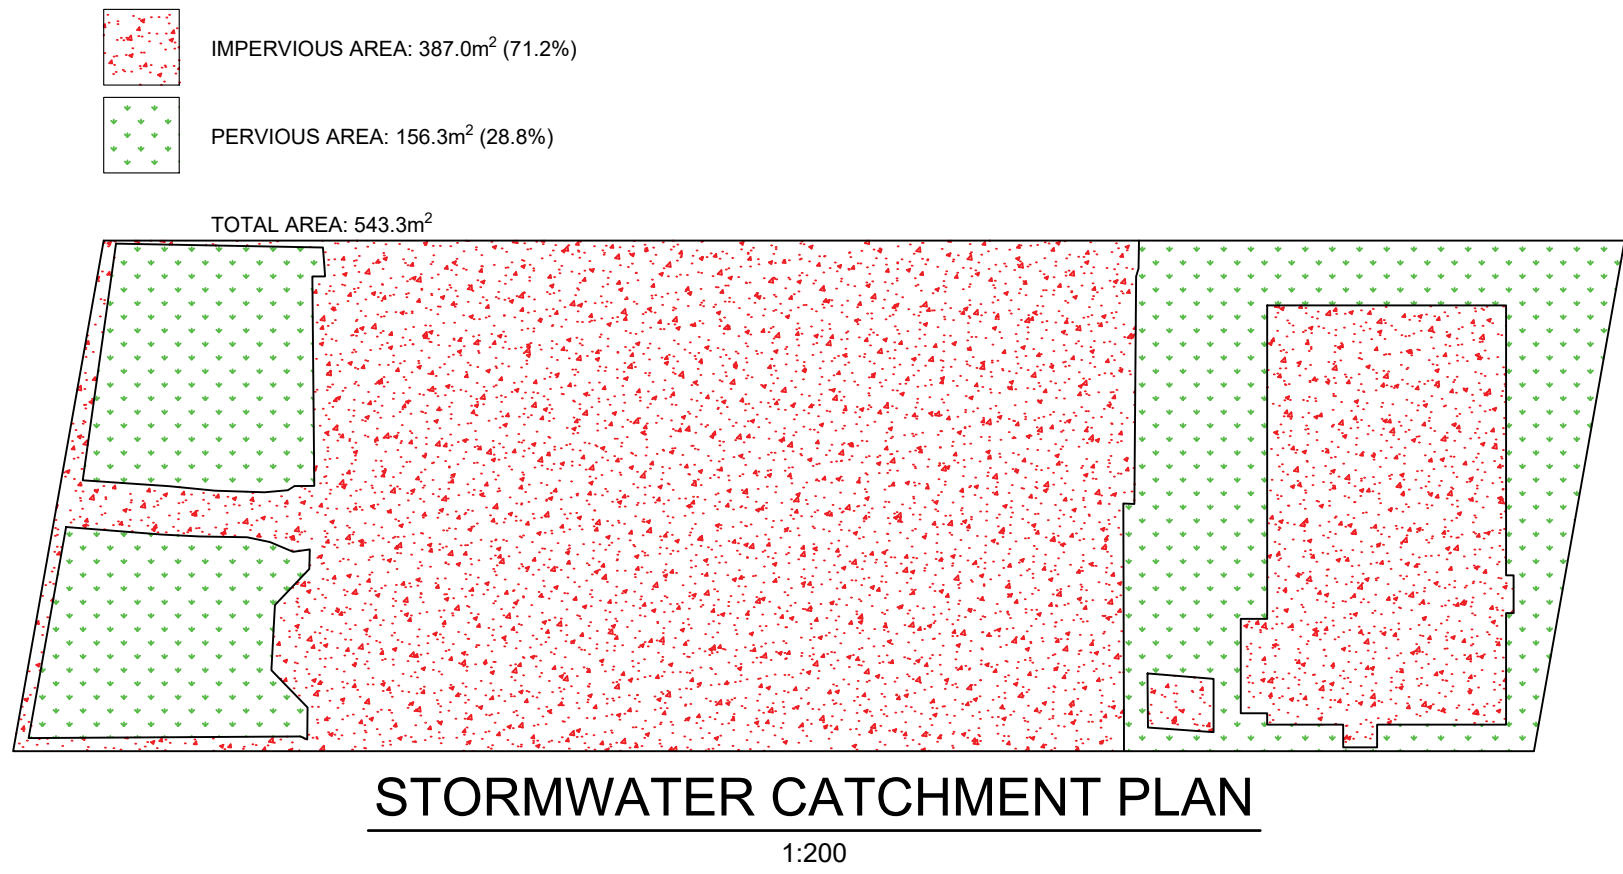 IMPERVIOUS AREA: 387.0m² (71.2%)
PERVIOUS AREA: 156.3m² (28.8%)
TOTAL AREA: 543.3m²
STORMWATER CATCHMENT PLAN
1:200